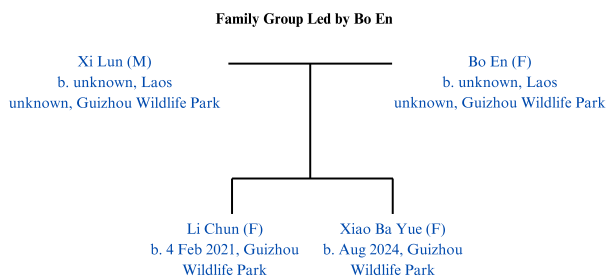 Family Group Led by Bo En
Xi Lun (M)
b. unknown, Laos
unknown, Guizhou Wildlife Park
Bo En (F)
b. unknown, Laos
unknown, Guizhou Wildlife Park
Li Chun (F)
b. 4 Feb 2021, Guizhou
Wildlife Park
Xiao Ba Yue (F)
b. Aug 2024, Guizhou
Wildlife Park